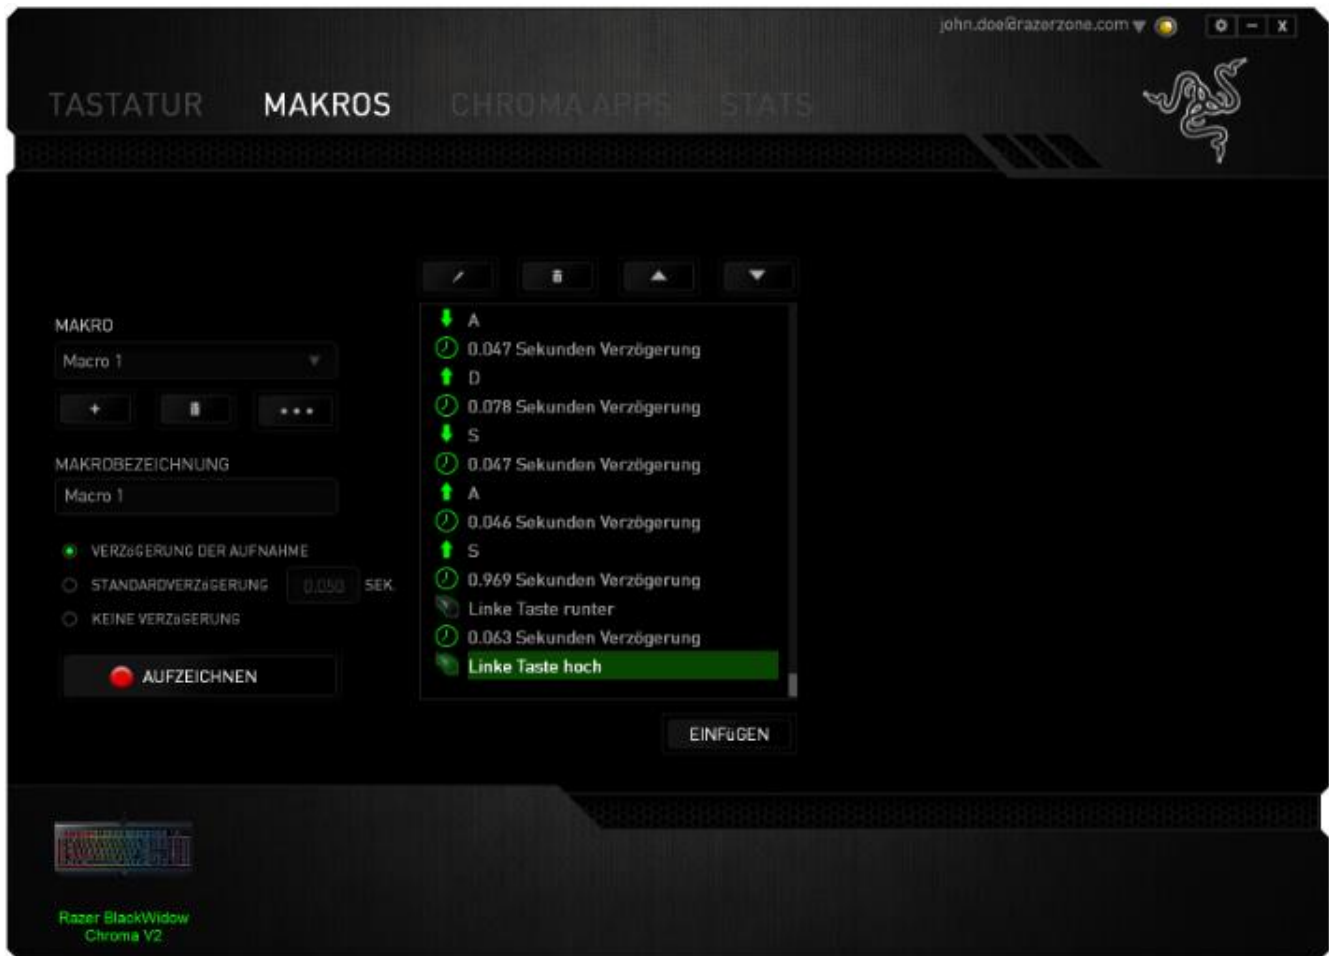 john.doe@razerzone.com
TASTATUR MAKROS CHROMA APPS STATS
MAKRO
Macro 1
MAKROBEZEICHNUNG
Macro 1
VERZöGERUNG DER AUFNAHME
STANDARDVERZöGERUNG 0.050 SEK.
KEINE VERZöGERUNG
AUFZEICHNEN
A
0.047 Sekunden Verzögerung
D
0.078 Sekunden Verzögerung
S
0.047 Sekunden Verzögerung
A
0.046 Sekunden Verzögerung
S
0.969 Sekunden Verzögerung
Linke Taste runter
0.063 Sekunden Verzögerung
Linke Taste hoch
EINFüGEN
Razer BlackWidow
Chroma V2